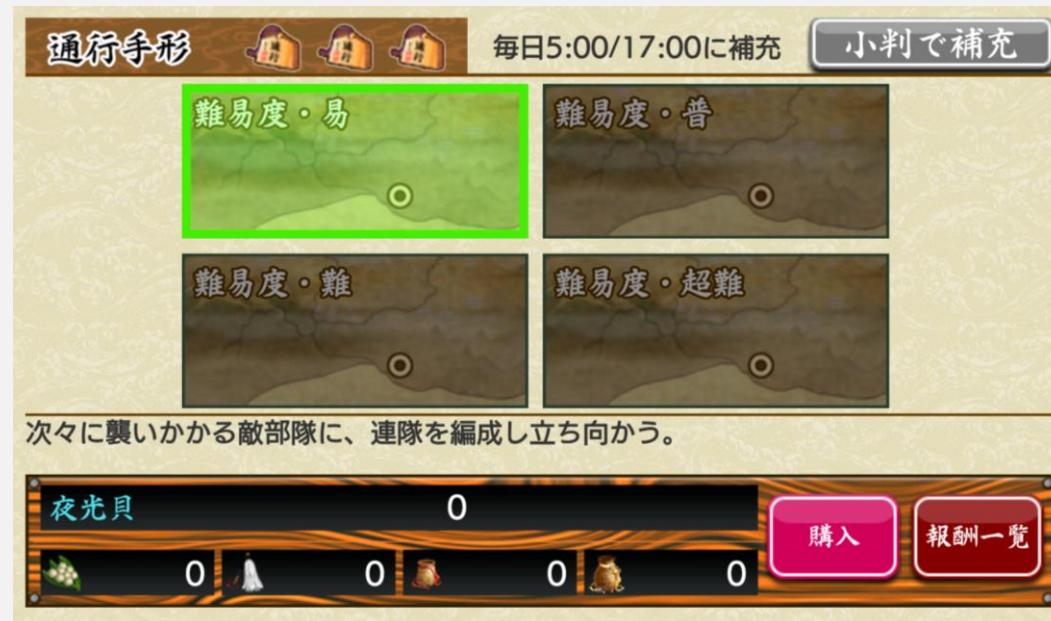 通行手形 毎日5:00/17:00に補充 小判で補充
難易度・易 難易度・普
難易度・難 難易度・超難
次々に襲いかかる敵部隊に、連隊を編成し立ち向かう。
夜光貝 0 購入 報酬一覧
0 0 0 0